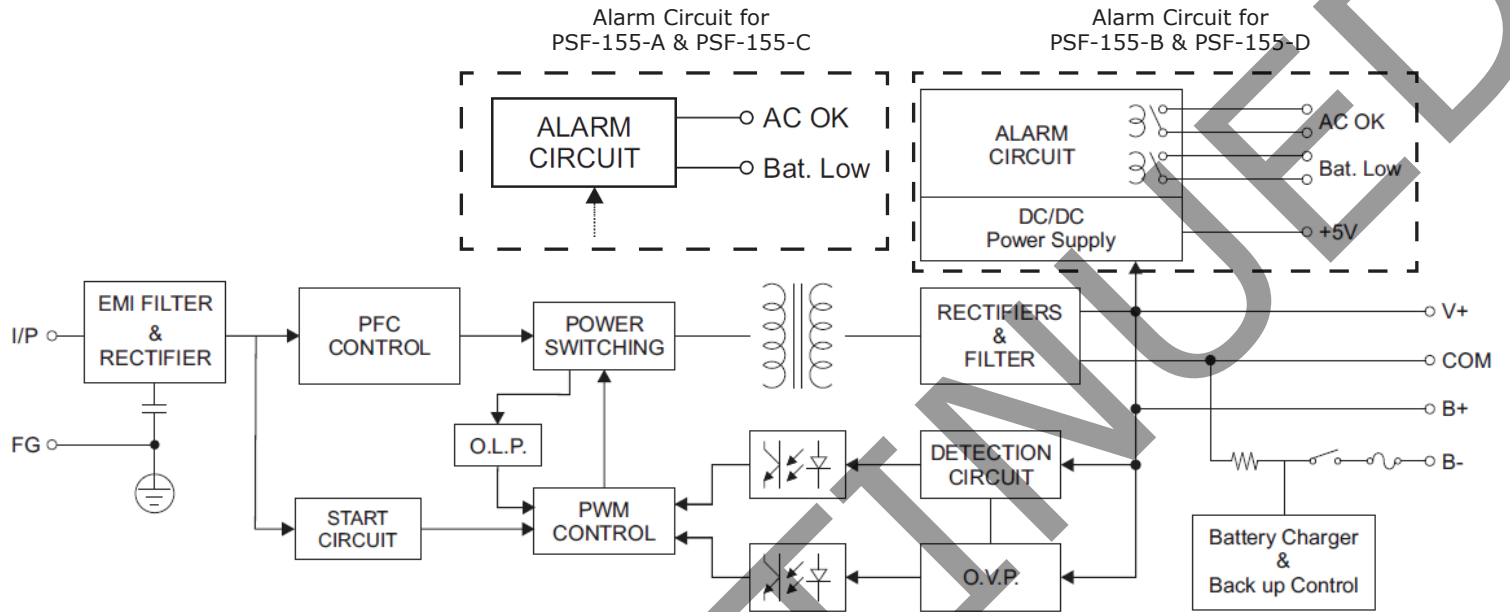 Alarm Circuit for
PSF-155-A & PSF-155-C
Alarm Circuit for
PSF-155-B & PSF-155-D
ALARM
CIRCUIT
AC OK
Bat. Low
ALARM
CIRCUIT
AC OK
Bat. Low
DC/DC
Power Supply
+5V
I/P
EMI FILTER
&
RECTIFIER
PFC
CONTROL
POWER
SWITCHING
RECTIFIERS
&
FILTER
V+
COM
B+
B-
FG
O.L.P.
DETECTION
CIRCUIT
START
CIRCUIT
PWM
CONTROL
O.V.P.
Battery Charger
&
Back up Control
TINUED